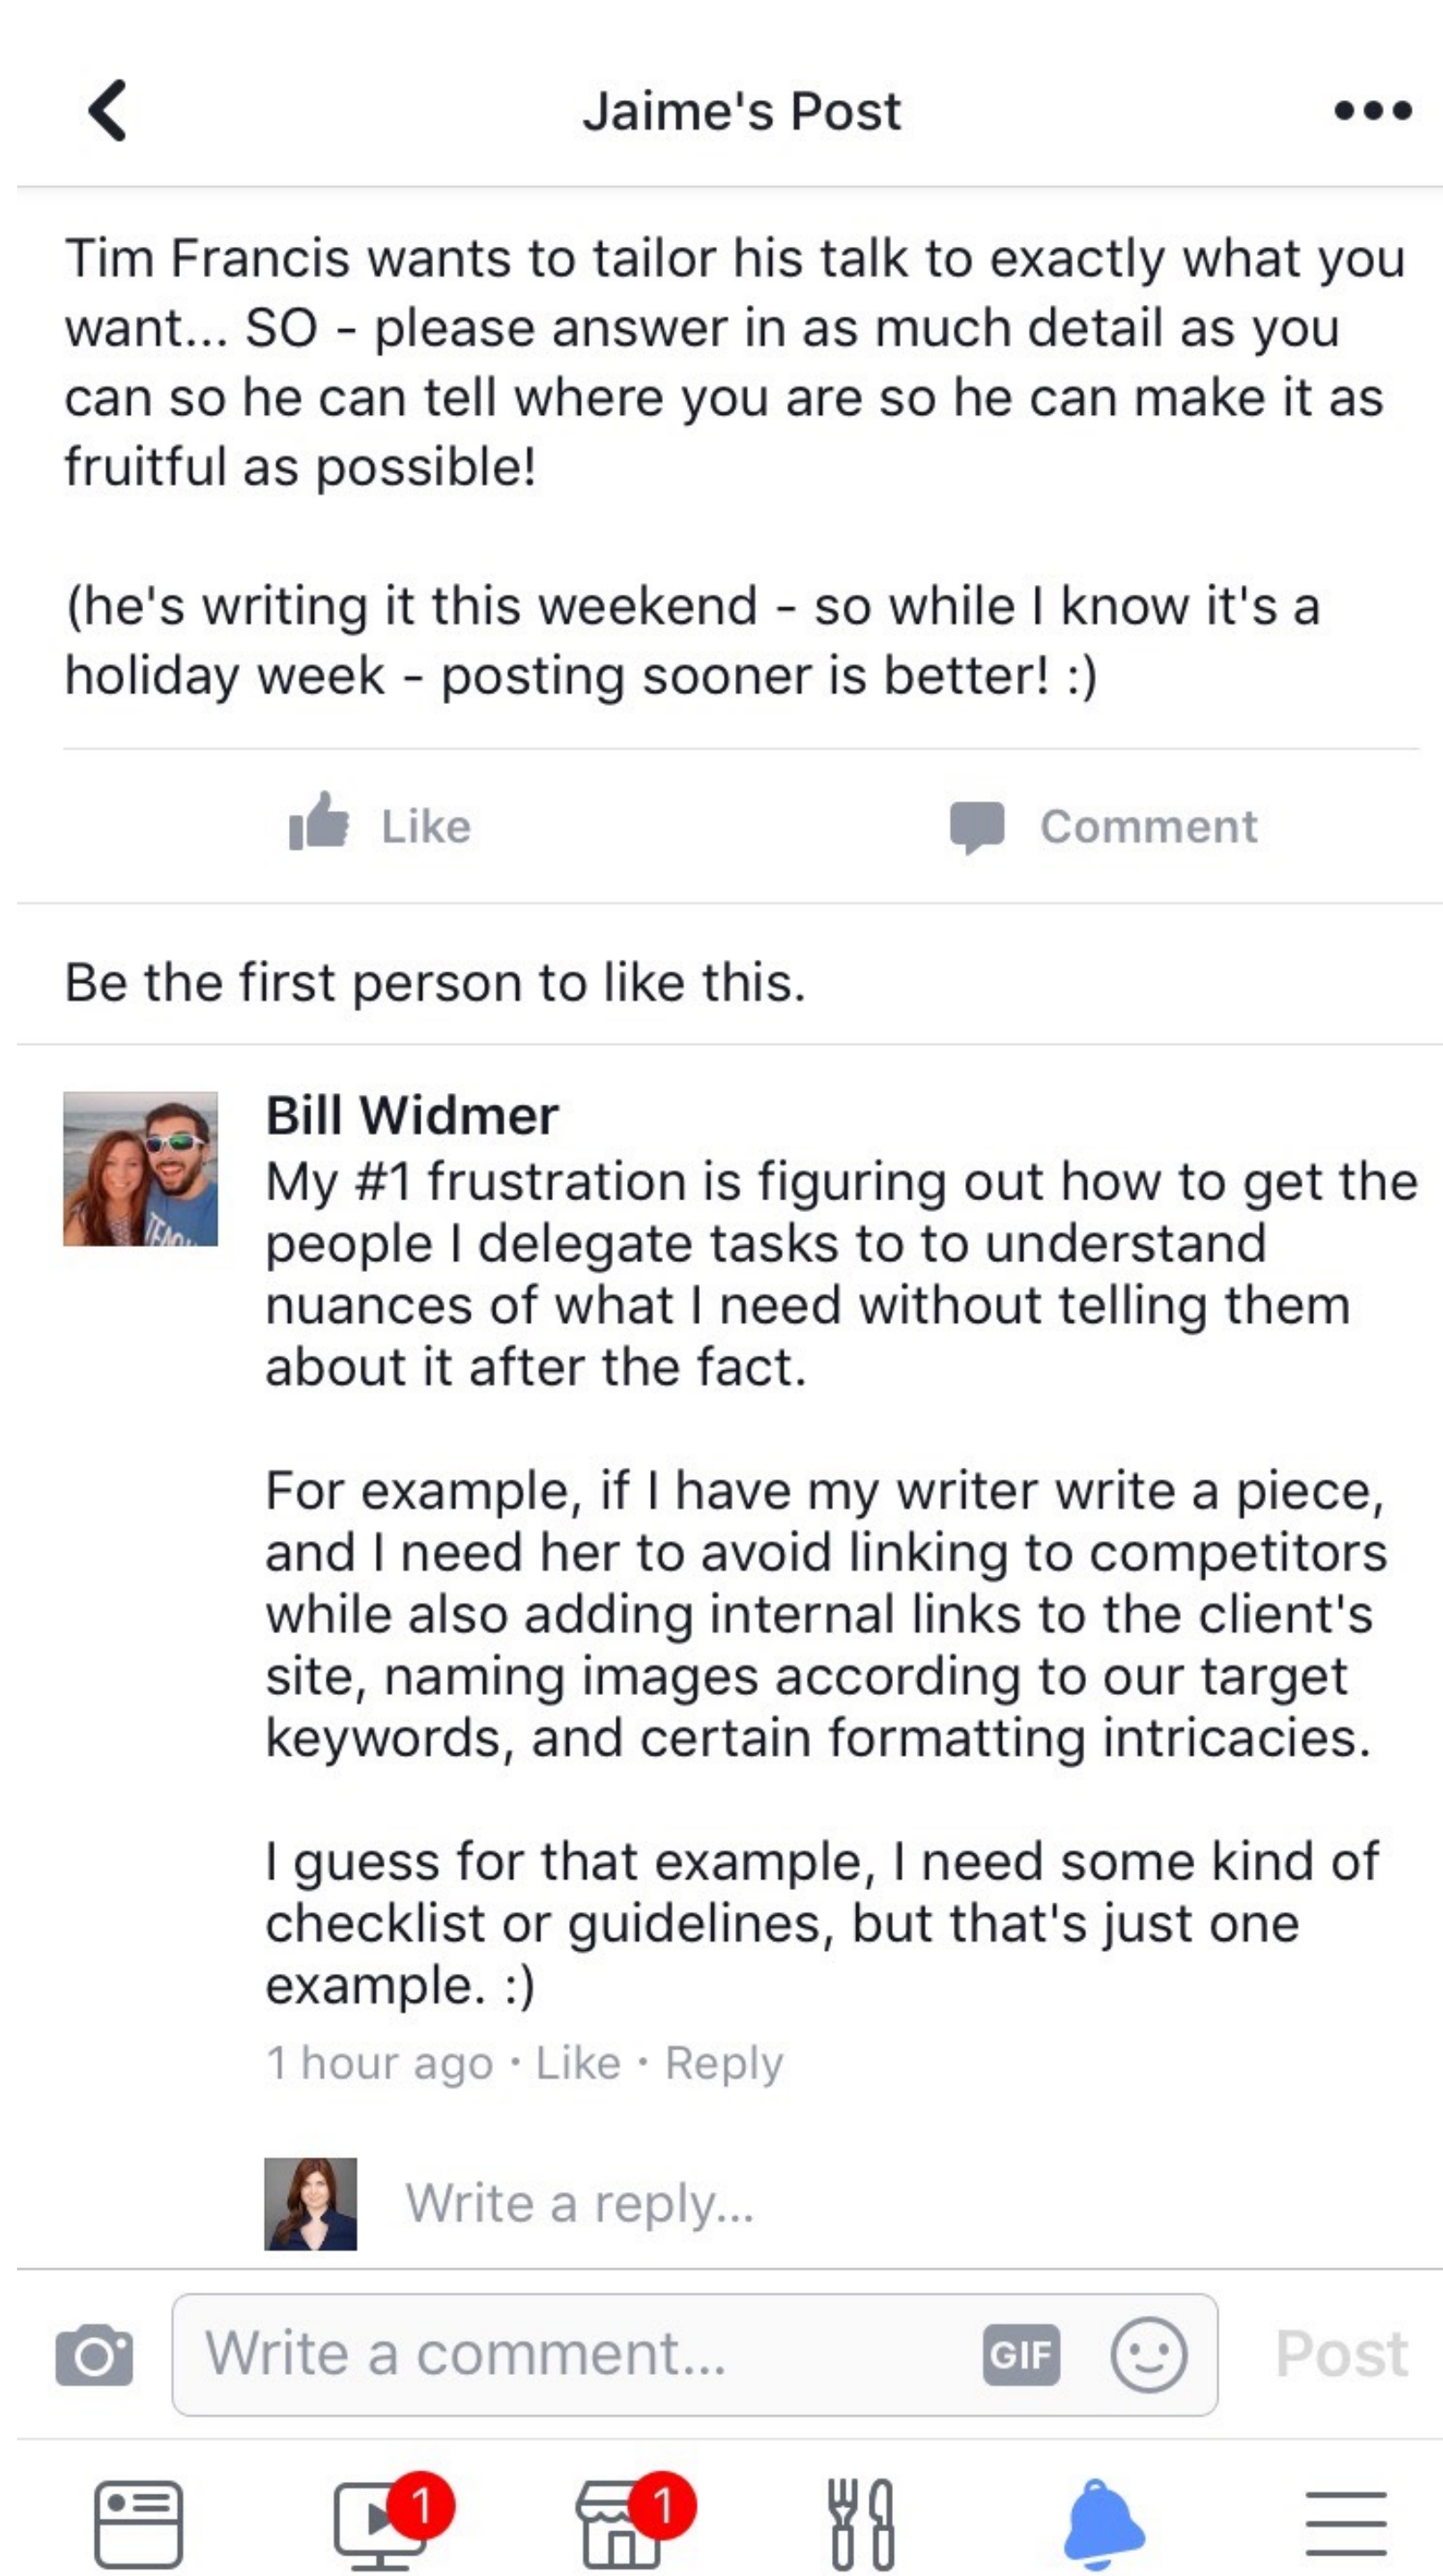 Jaime's Post
Tim Francis wants to tailor his talk to exactly what you
want... SO - please answer in as much detail as you
can so he can tell where you are so he can make it as
fruitful as possible!
(he's writing it this weekend - so while I know it's a
holiday week - posting sooner is better! :)
Like
Comment
Be the first person to like this.
Bill Widmer
My #1 frustration is figuring out how to get the
people I delegate tasks to to understand
nuances of what I need without telling them
about it after the fact.
For example, if I have my writer write a piece,
and I need her to avoid linking to competitors
while also adding internal links to the client's
site, naming images according to our target
keywords, and certain formatting intricacies.
I guess for that example, I need some kind of
checklist or guidelines, but that's just one
example. :)
1 hour ago · Like · Reply
Write a reply...
Write a comment...
GIF
Post
1
1